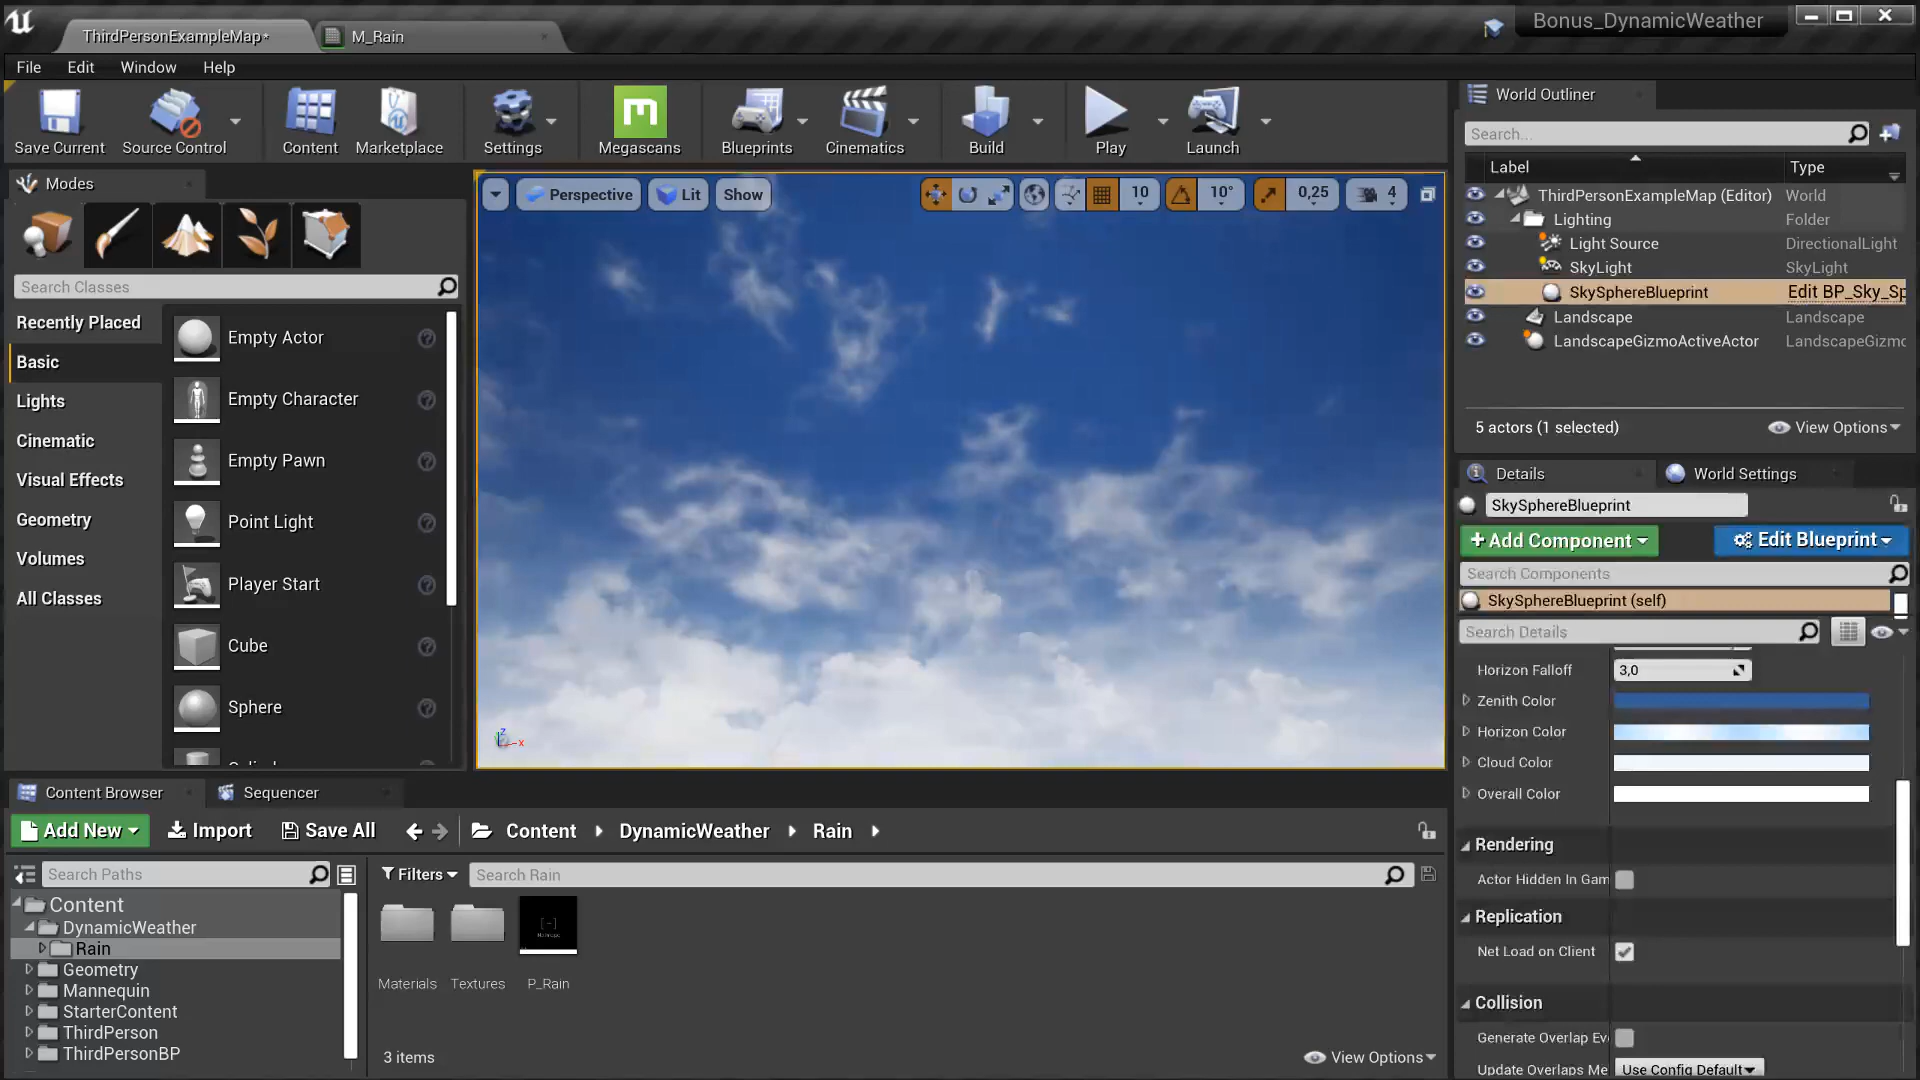 ThirdPersonExampleMap*
M_Rain
Bonus_DynamicWeather
File Edit Window Help
Save Current
Source Control
Content
Marketplace
Settings
Megascans
Blueprints
Cinematics
Build
Play
Launch
Modes
Search Classes
Recently Placed
Basic
Lights
Cinematic
Visual Effects
Geometry
Volumes
All Classes
Empty Actor
Empty Character
Empty Pawn
Point Light
Player Start
Cube
Sphere
Perspective
Lit
Show
10
10°
0,25
4
z
x
World Outliner
Search...
Label Type
ThirdPersonExampleMap (Editor) World
Lighting Folder
Light Source DirectionalLight
SkyLight SkyLight
SkySphereBlueprint Edit BP_Sky_Sp
Landscape Landscape
LandscapeGizmoActiveActor LandscapeGizmo
5 actors (1 selected) View Options
Details
World Settings
SkySphereBlueprint
+Add Component
Edit Blueprint
Search Components
SkySphereBlueprint (self)
Search Details
Horizon Falloff 3,0
Zenith Color
Horizon Color
Cloud Color
Overall Color
Rendering
Actor Hidden In Gam
Replication
Net Load on Client
Collision
Generate Overlap Ev
Update Overlaps Me Use Config Default
Content Browser
Sequencer
Add New
Import
Save All
Content DynamicWeather Rain
Search Paths
Filters
Search Rain
Content
DynamicWeather
Rain
Geometry
Mannequin
StarterContent
ThirdPerson
ThirdPersonBP
Materials
Textures
P_Rain
3 items
View Options